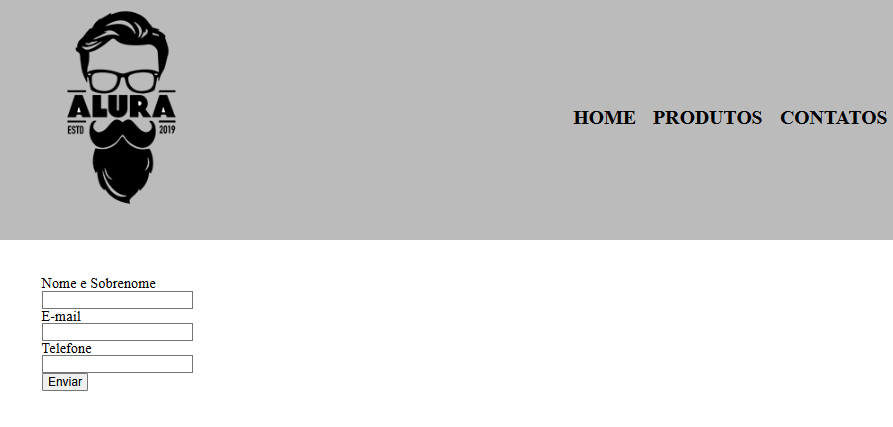 ALURA
ESTD 2019
HOME PRODUTOS CONTATOS
Nome e Sobrenome
E-mail
Telefone
Enviar